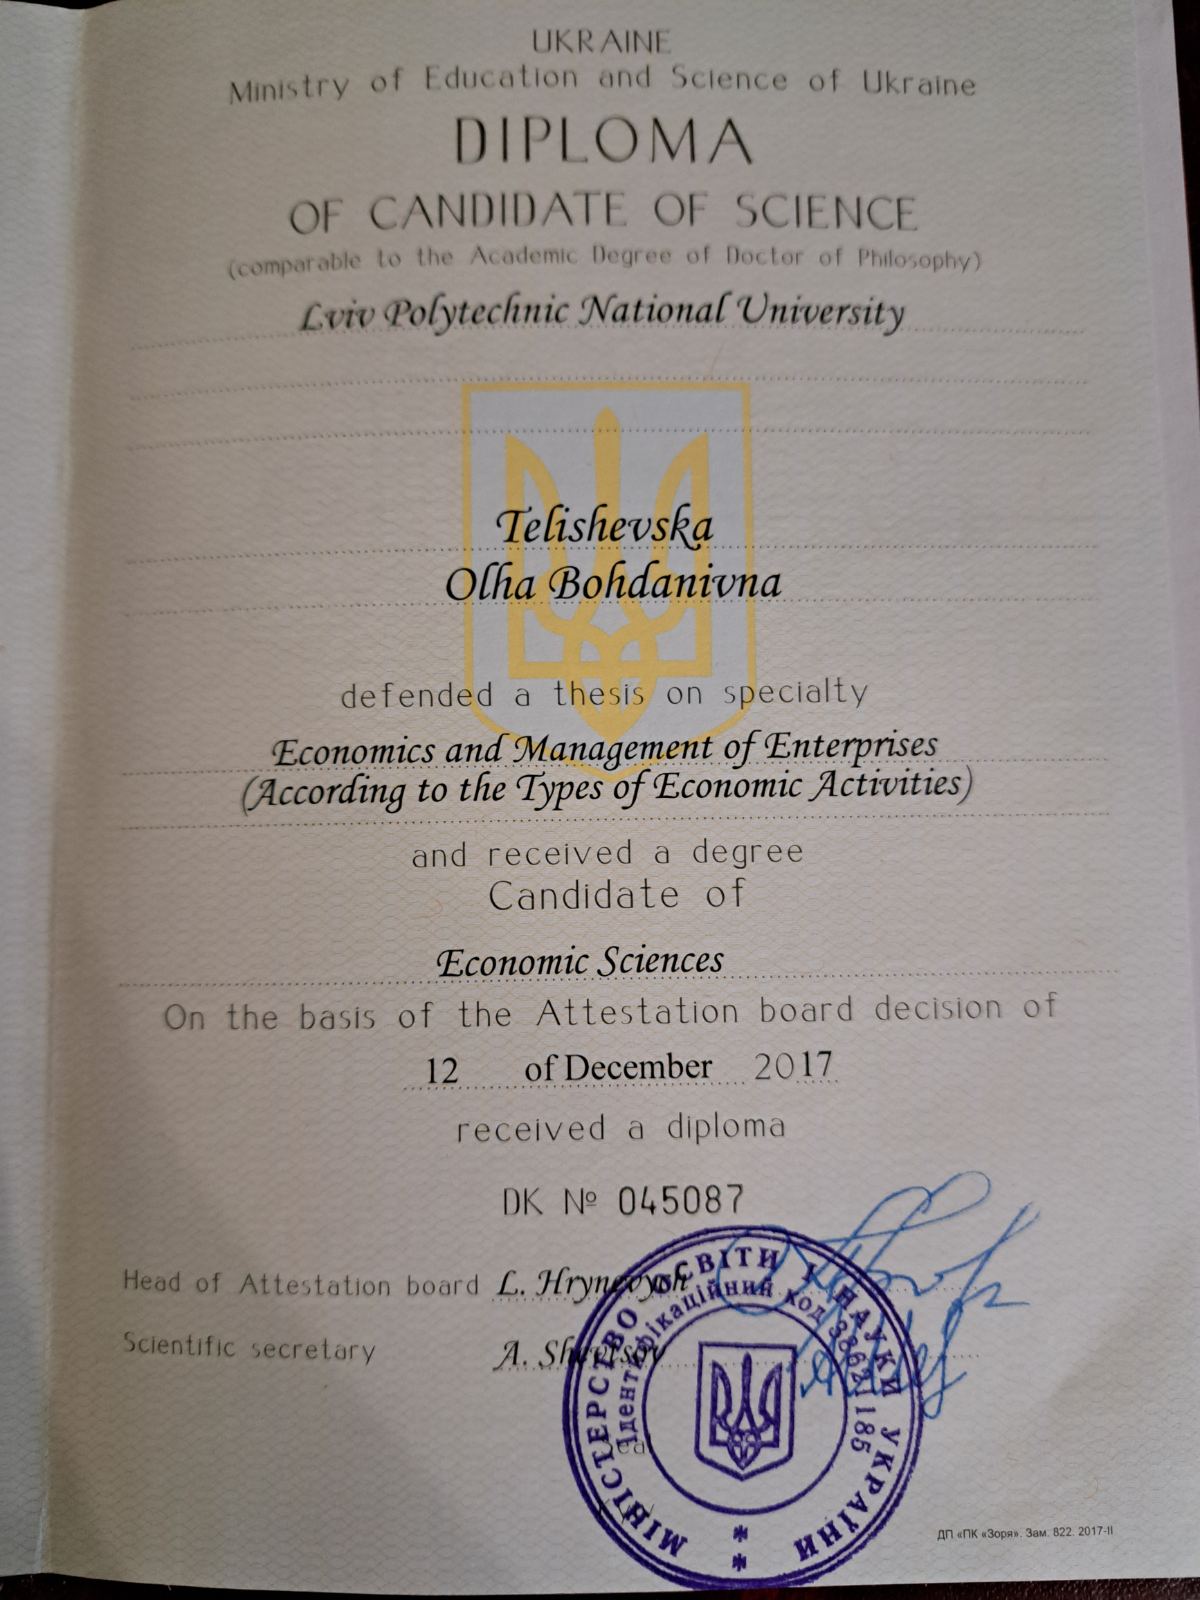 UKRAINE
Ministry of Education and Science of Ukraine
DIPLOMA
OF CANDIDATE OF SCIENCE
(comparable to the Academic Degree of Doctor of Philosophy)
Lviv Polytechnic National University
Telishevska
Olha Bohdanivna
defended a thesis on specialty
Economics and Management of Enterprises
(According to the Types of Economic Activities)
and received a degree
Candidate of
Economic Sciences
On the basis of the Attestation board decision of
12 of December 2017
received a diploma
DK № 045087
Head of Attestation board L. Hrynevych
Scientific secretary A. Shevtsov
МІНІСТЕРСТВО ОСВІТИ І НАУКИ УКРАЇНИ
Ідентифікаційний код 38621185
ДП «ПК «Зоря». Зам. 822. 2017-II